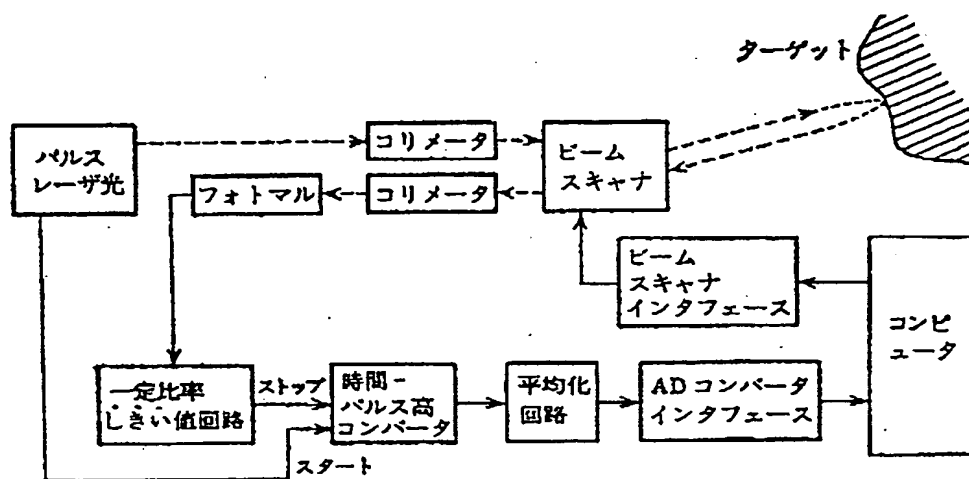 ターゲット
パルス
レーザ光
コリメータ
ビーム
スキャナ
フォトマル
コリメータ
ビーム
スキャナ
インタフェース
コンピ
ュータ
一定比率
しきい値回路
ストップ
時間-
パルス高
コンバータ
平均化
回路
ADコンバータ
インタフェース
スタート